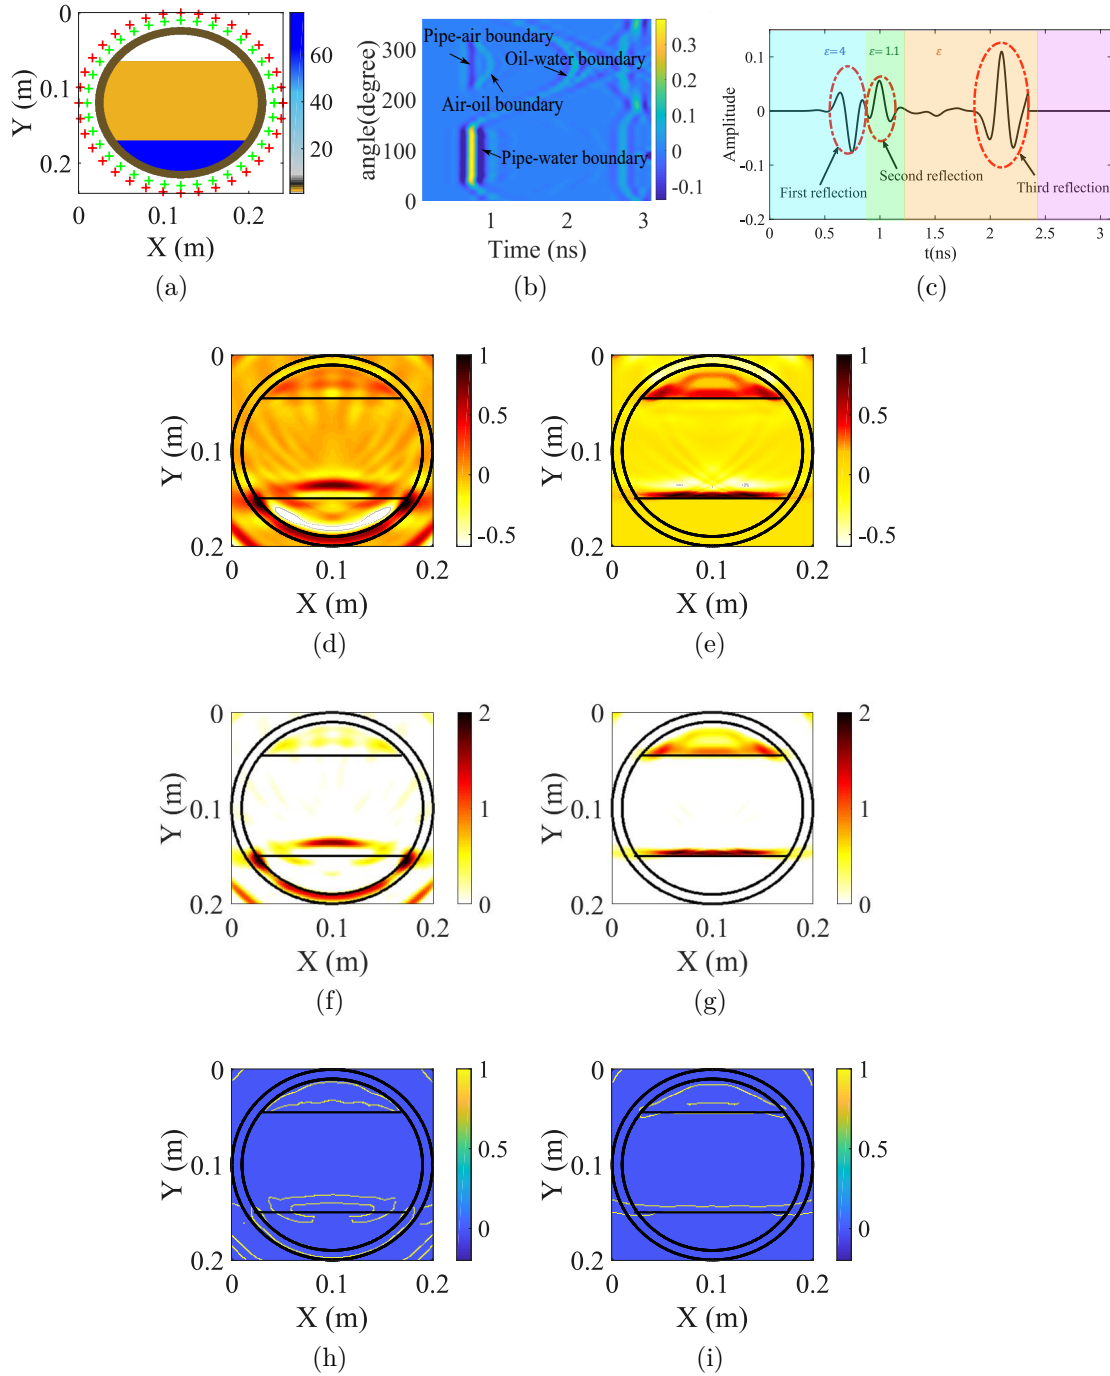 0
0.1
0.2
Y (m)
0
0.1
0.2
X (m)
80
60
40
20
(a)
300
200
100
0
angle(degree)
Pipe-air boundary
Oil-water boundary
Air-oil boundary
Pipe-water boundary
1
2
3
Time (ns)
0.3
0.2
0.1
0
-0.1
(b)
0.1
0
-0.1
-0.2
Amplitude
ε=4
ε=1.1
ε
First reflection
Second reflection
Third reflection
0
0.5
1
1.5
2
2.5
3
t(ns)
(c)
0
0.1
0.2
Y (m)
0
0.1
0.2
X (m)
1
0.5
0
-0.5
(d)
0
0.1
0.2
Y (m)
0
0.1
0.2
X (m)
1
0.5
0
-0.5
(e)
0
0.1
0.2
Y (m)
0
0.1
0.2
X (m)
2
1
0
(f)
0
0.1
0.2
Y (m)
0
0.1
0.2
X (m)
2
1
0
(g)
0
0.1
0.2
Y (m)
0
0.1
0.2
X (m)
1
0.5
0
(h)
0
0.1
0.2
Y (m)
0
0.1
0.2
X (m)
1
0.5
0
(i)